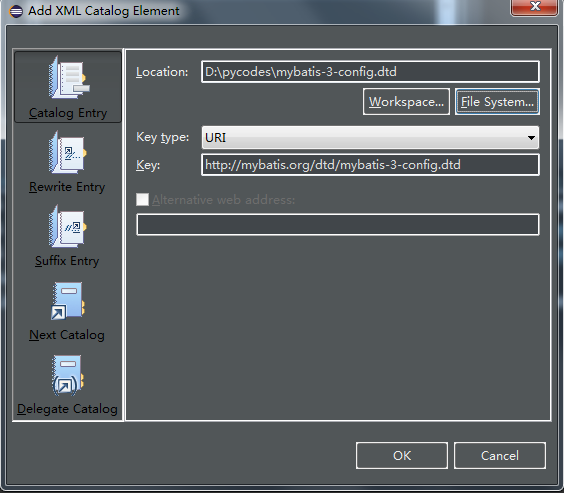 Add XML Catalog Element
Catalog Entry
Rewrite Entry
Suffix Entry
Next Catalog
Delegate Catalog
Location: D:\pycodes\mybatis-3-config.dtd
Workspace... File System...
Key type: URI
Key: http://mybatis.org/dtd/mybatis-3-config.dtd
Alternative web address:
OK Cancel